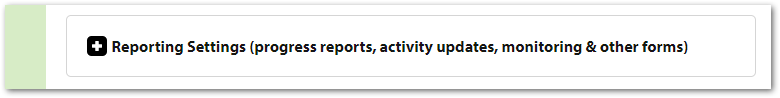 Reporting Settings (progress reports, activity updates, monitoring & other forms)